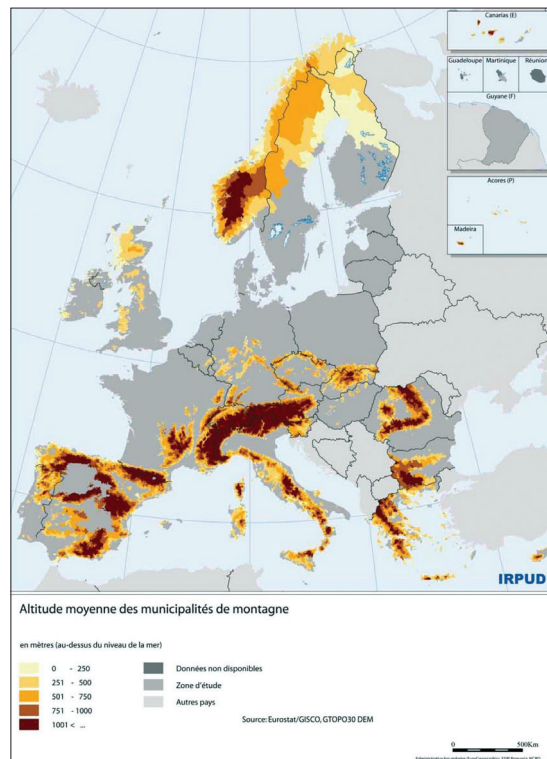 Canarias (E)
Guadeloupe
Martinique
Réunion
Guyane (F)
Acores (P)
Madeira
IRPUD
Altitude moyenne des municipalités de montagne
en mètres (au-dessus du niveau de la mer)
0 - 250
251 - 500
501 - 750
751 - 1000
1001 < ...
Données non disponibles
Zone d'étude
Autres pays
Source: Eurostat/GISCO, GTOPO30 DEM
0
500Km